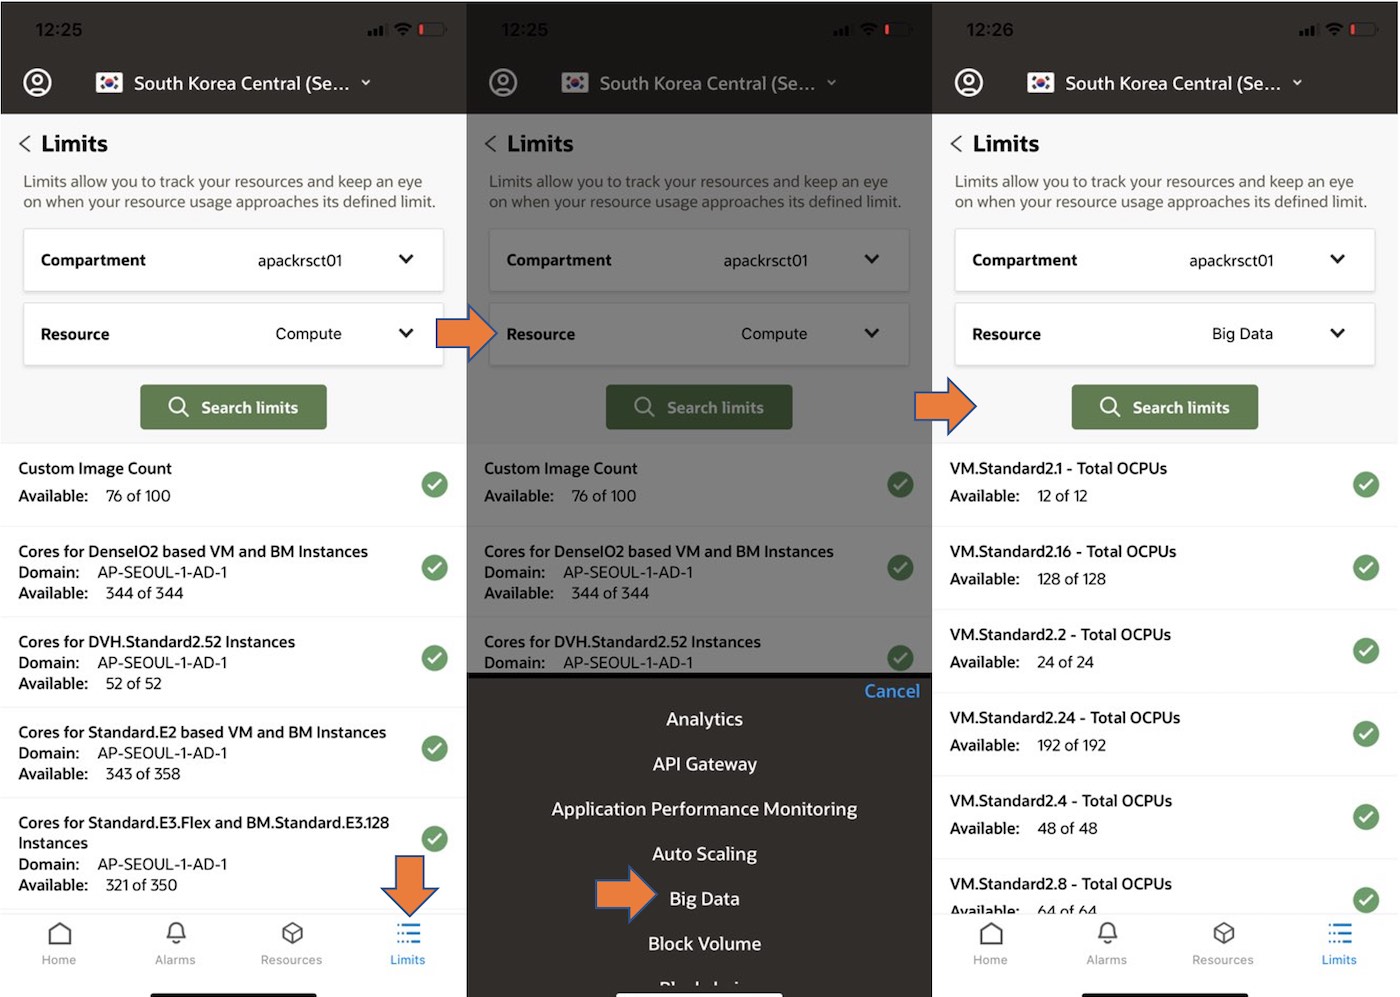 12:25
South Korea Central (Se...
Limits
Limits allow you to track your resources and keep an eye
on when your resource usage approaches its defined limit.
Compartment apackrsct01
Resource Compute
Search limits
Custom Image Count
Available: 76 of 100
Cores for DenseIO2 based VM and BM Instances
Domain: AP-SEOUL-1-AD-1
Available: 344 of 344
Cores for DVH.Standard2.52 Instances
Domain: AP-SEOUL-1-AD-1
Available: 52 of 52
Cores for Standard.E2 based VM and BM Instances
Domain: AP-SEOUL-1-AD-1
Available: 343 of 358
Cores for Standard.E3.Flex and BM.Standard.E3.128
Instances
Domain: AP-SEOUL-1-AD-1
Available: 321 of 350
Home Alarms Resources Limits
12:25
South Korea Central (Se...
Limits
Limits allow you to track your resources and keep an eye
on when your resource usage approaches its defined limit.
Compartment apackrsct01
Resource Compute
Search limits
Custom Image Count
Available: 76 of 100
Cores for DenseIO2 based VM and BM Instances
Domain: AP-SEOUL-1-AD-1
Available: 344 of 344
Cores for DVH.Standard2.52 Instances
Domain: AP-SEOUL-1-AD-1
Cancel
Analytics
API Gateway
Application Performance Monitoring
Auto Scaling
Big Data
Block Volume
12:26
South Korea Central (Se...
Limits
Limits allow you to track your resources and keep an eye
on when your resource usage approaches its defined limit.
Compartment apackrsct01
Resource Big Data
Search limits
VM.Standard2.1 - Total OCPUs
Available: 12 of 12
VM.Standard2.16 - Total OCPUs
Available: 128 of 128
VM.Standard2.2 - Total OCPUs
Available: 24 of 24
VM.Standard2.24 - Total OCPUs
Available: 192 of 192
VM.Standard2.4 - Total OCPUs
Available: 48 of 48
VM.Standard2.8 - Total OCPUs
Available: 64 of 64
Home Alarms Resources Limits